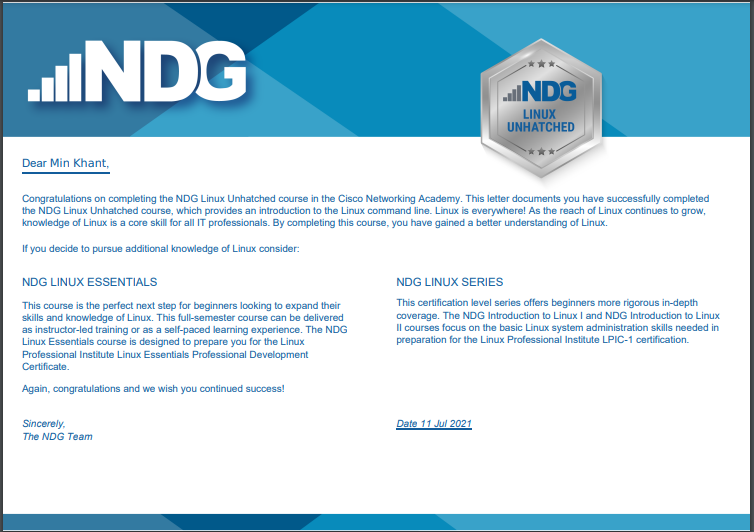 NDG
NDG
LINUX
UNHATCHED
Dear Min Khant,
Congratulations on completing the NDG Linux Unhatched course in the Cisco Networking Academy. This letter documents you have successfully completed
the NDG Linux Unhatched course, which provides an introduction to the Linux command line. Linux is everywhere! As the reach of Linux continues to grow,
knowledge of Linux is a core skill for all IT professionals. By completing this course, you have gained a better understanding of Linux.
If you decide to pursue additional knowledge of Linux consider:
NDG LINUX ESSENTIALS
This course is the perfect next step for beginners looking to expand their
skills and knowledge of Linux. This full-semester course can be delivered
as instructor-led training or as a self-paced learning experience. The NDG
Linux Essentials course is designed to prepare you for the Linux
Professional Institute Linux Essentials Professional Development
Certificate.
Again, congratulations and we wish you continued success!
NDG LINUX SERIES
This certification level series offers beginners more rigorous in-depth
coverage. The NDG Introduction to Linux I and NDG Introduction to Linux
II courses focus on the basic Linux system administration skills needed in
preparation for the Linux Professional Institute LPIC-1 certification.
Sincerely,
The NDG Team
Date 11 Jul 2021